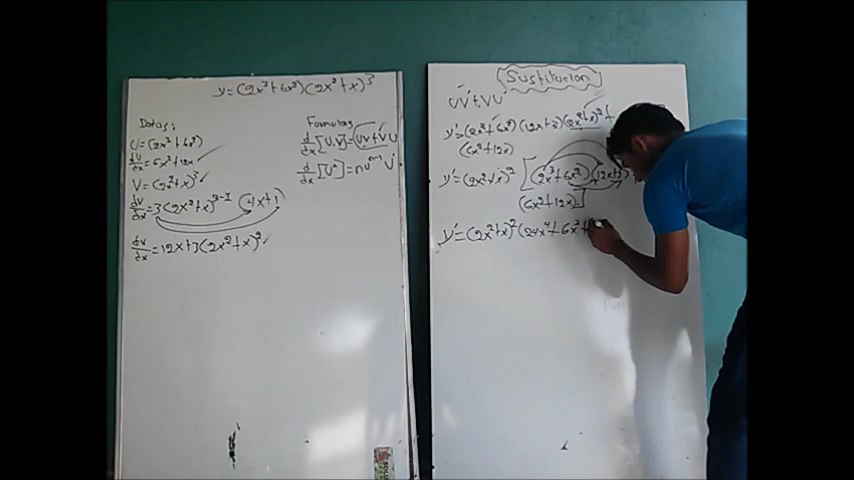 y=(2x³+6x²)(2x²+x)³
Datos:
U=(2x³+6x²)
dU/dx=6x²+12x ✓
V=(2x²+x)³
dv/dx=3(2x²+x)³⁻¹(4x+1)
dv/dx=12x+3(2x²+x)²
Formulas
d/dx[U.V]=UV'+V U'
d/dx[Uⁿ]=nUⁿ⁻¹ U'
Sustitucion
UV'+VU'
y'=(2x³+6x²)(12x+3)(2x²+x)²+
(6x²+12x)
y'=(2x²+x)²[(2x³+6x²)(12x+3)
(6x²+12x)]
y'=(2x²+x)²(24x⁴+6x³+